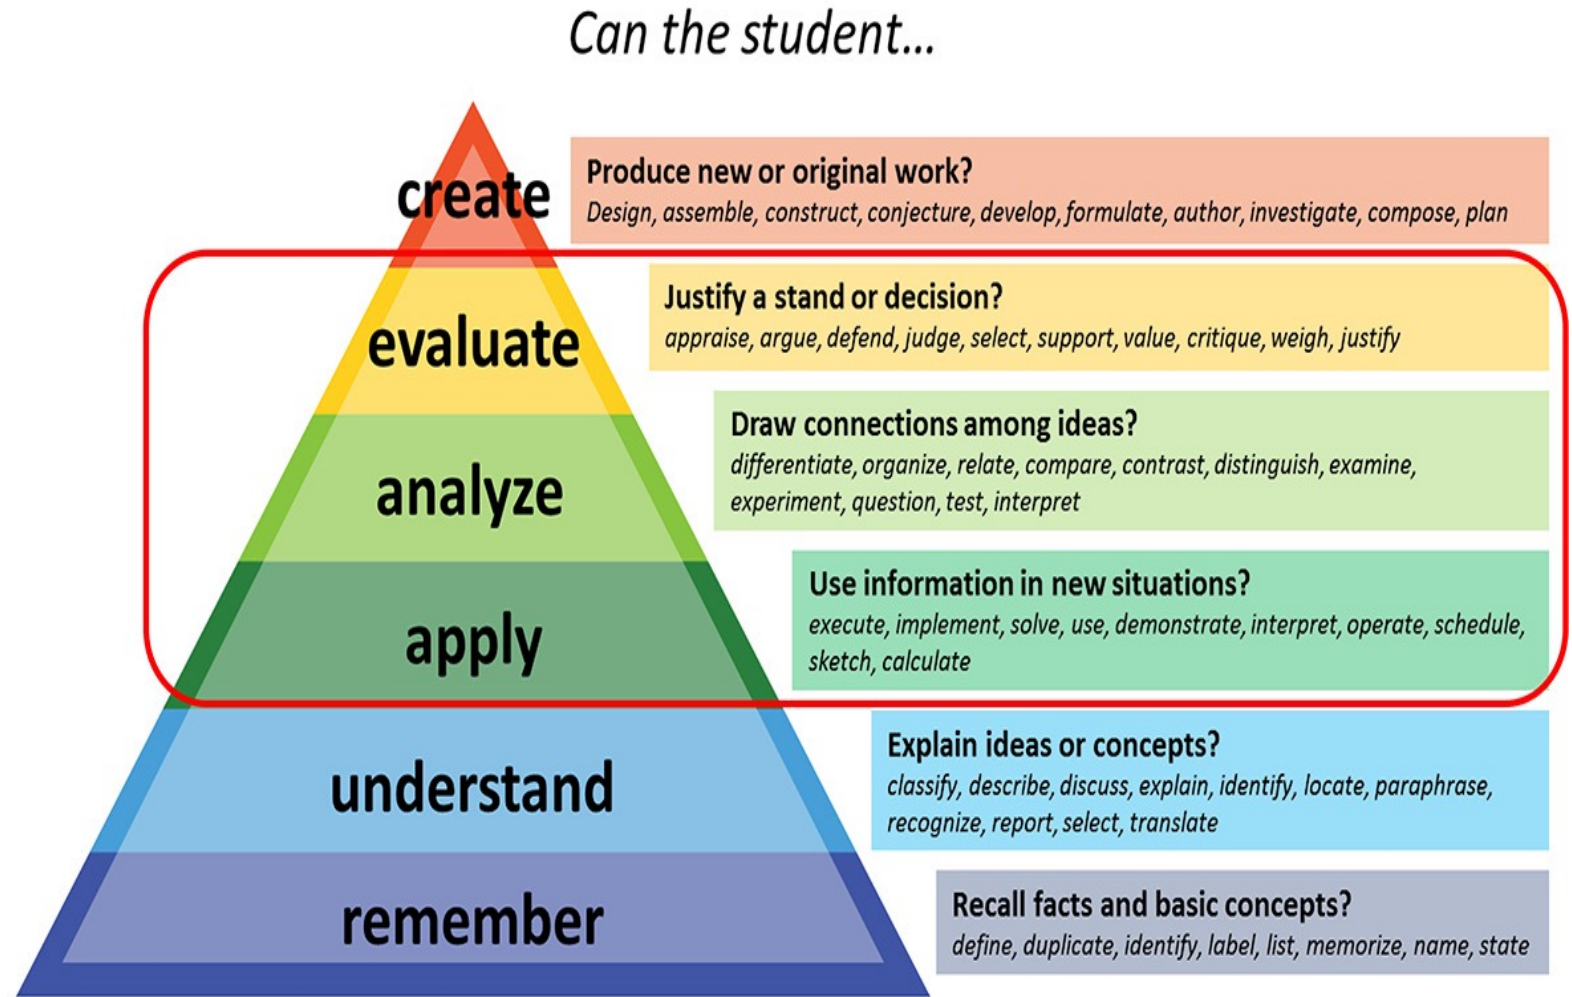 Can the student...
create
Produce new or original work?
Design, assemble, construct, conjecture, develop, formulate, author, investigate, compose, plan
evaluate
Justify a stand or decision?
appraise, argue, defend, judge, select, support, value, critique, weigh, justify
analyze
Draw connections among ideas?
differentiate, organize, relate, compare, contrast, distinguish, examine,
experiment, question, test, interpret
apply
Use information in new situations?
execute, implement, solve, use, demonstrate, interpret, operate, schedule,
sketch, calculate
understand
Explain ideas or concepts?
classify, describe, discuss, explain, identify, locate, paraphrase,
recognize, report, select, translate
remember
Recall facts and basic concepts?
define, duplicate, identify, label, list, memorize, name, state